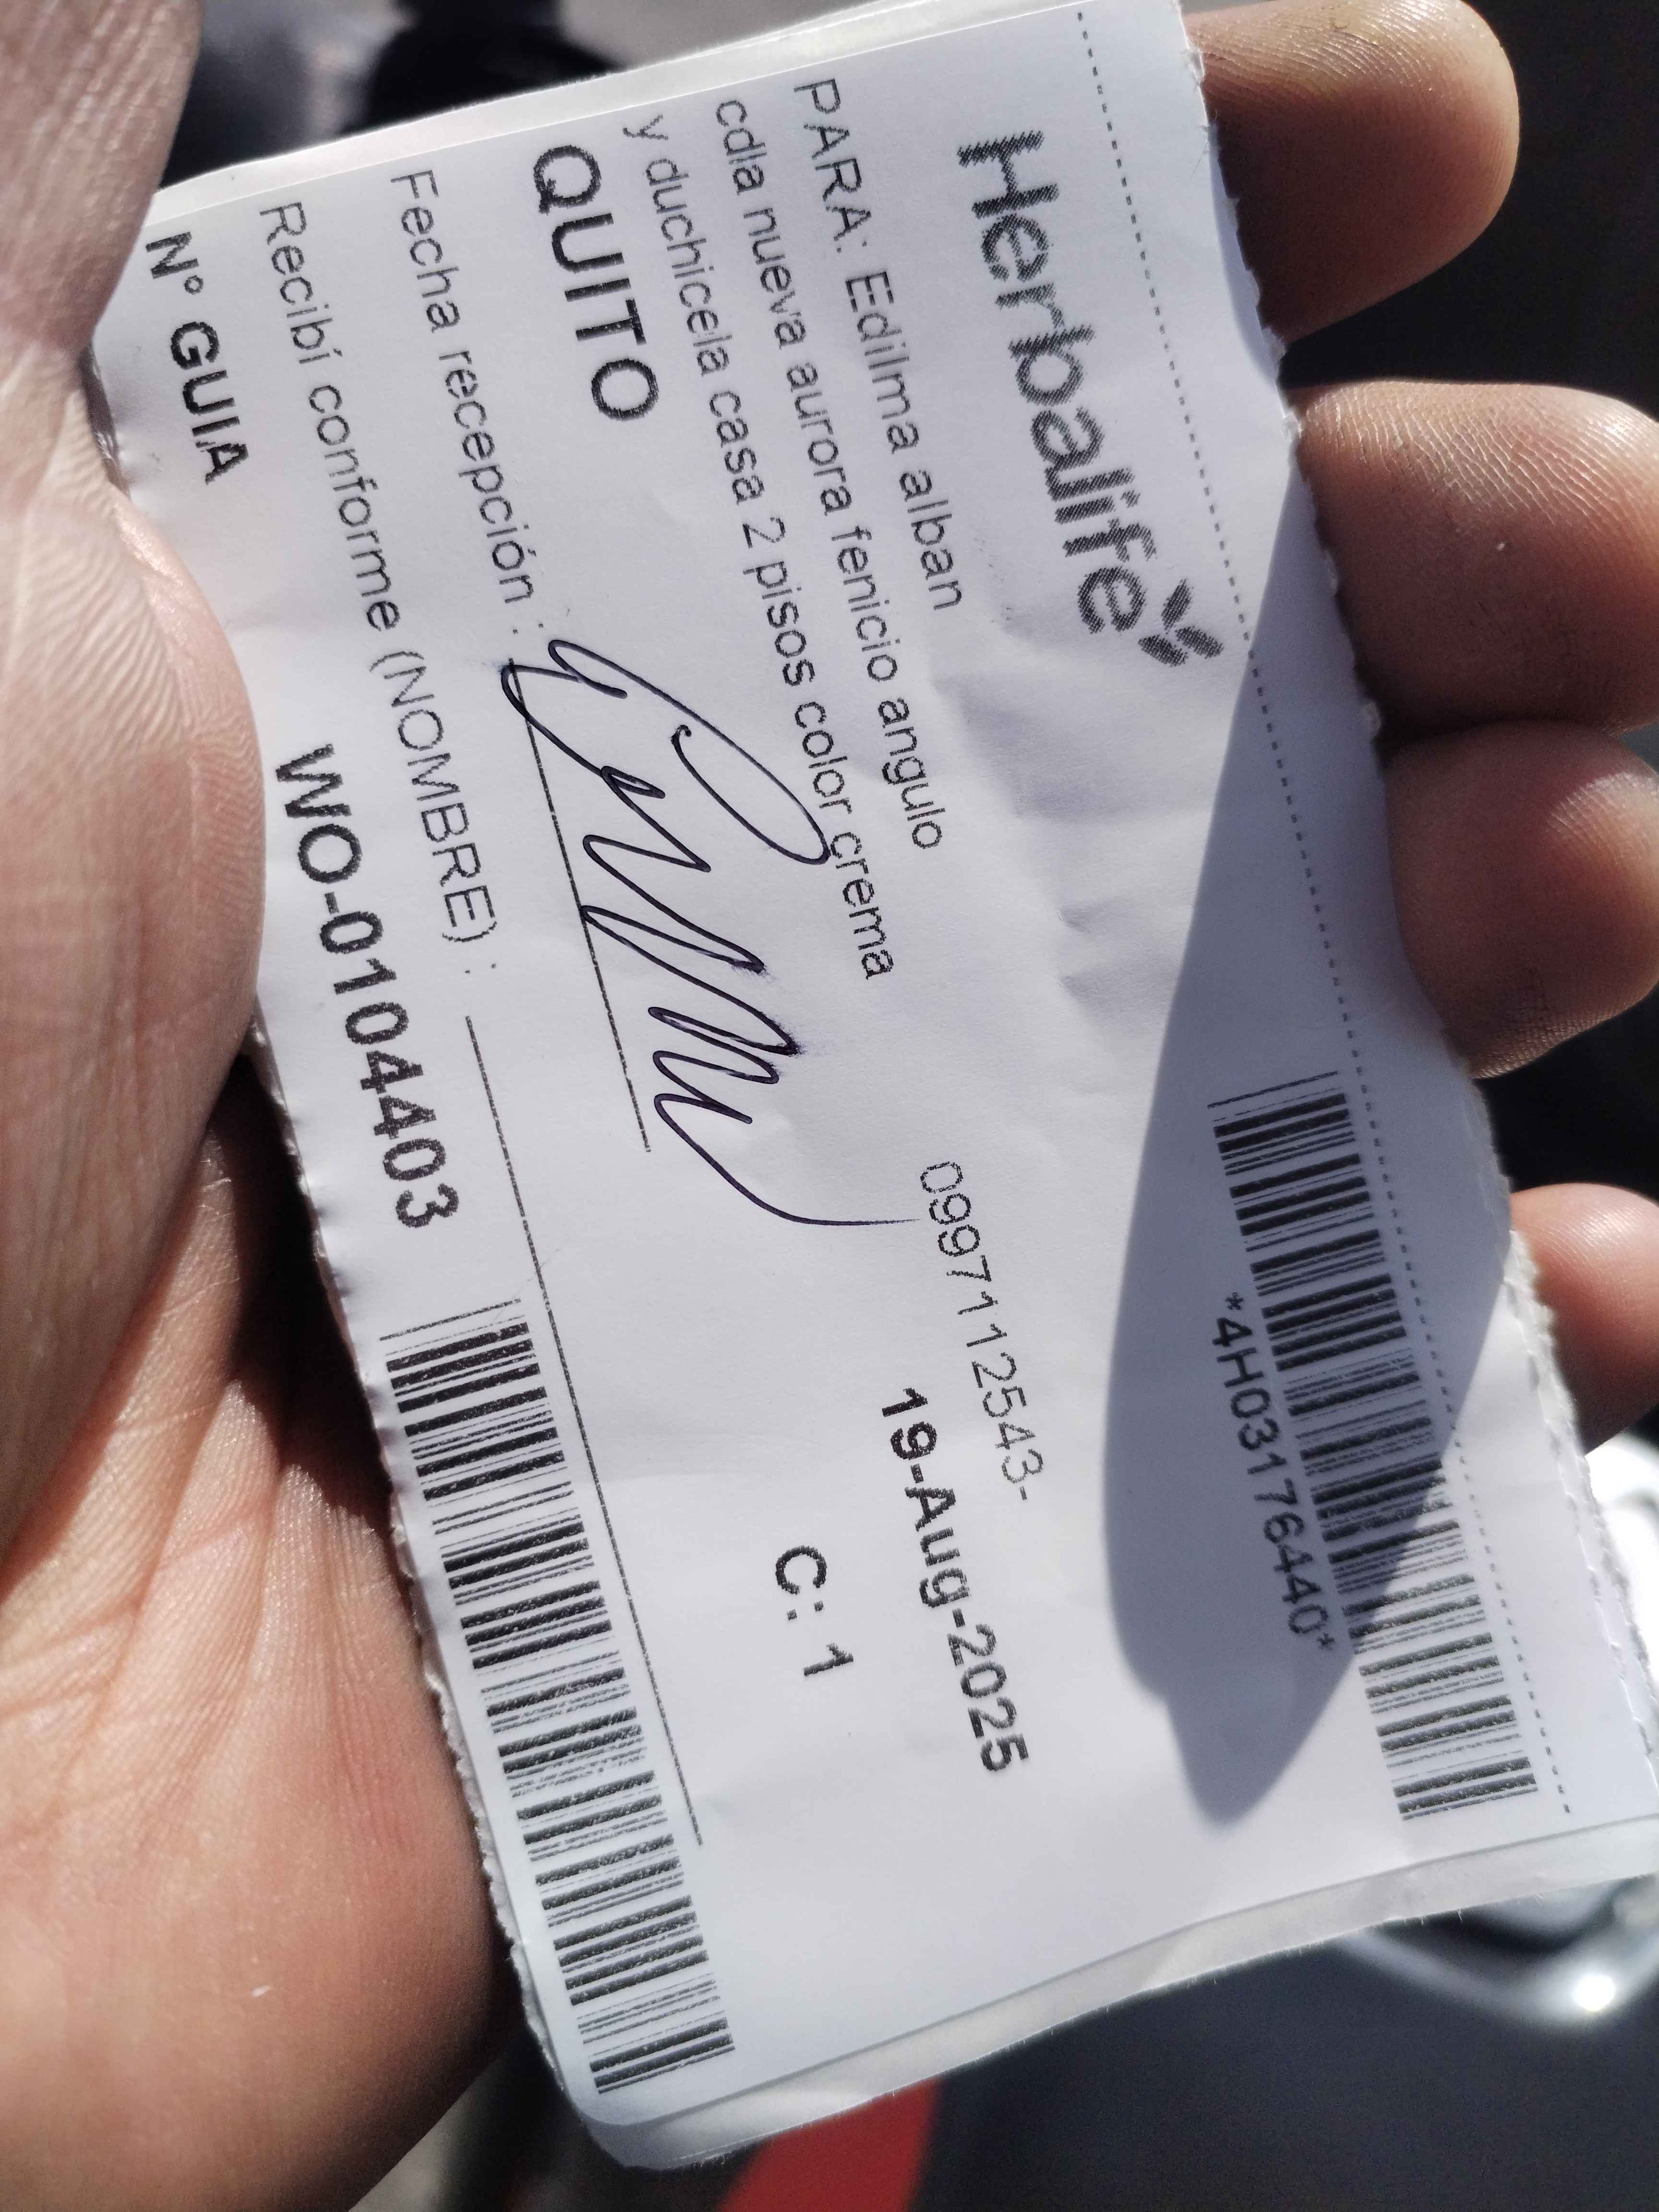 Herbalife
*4H03176440*
PARA: Edilma alban
0997112543-
cdla nueva aurora fenicio angulo
y duchicela casa 2 pisos color crema
19-Aug-2025
QUITO
C: 1
Fecha recepción :
Recibí conforme (NOMBRE) :
N° GUIA
WO-0104403